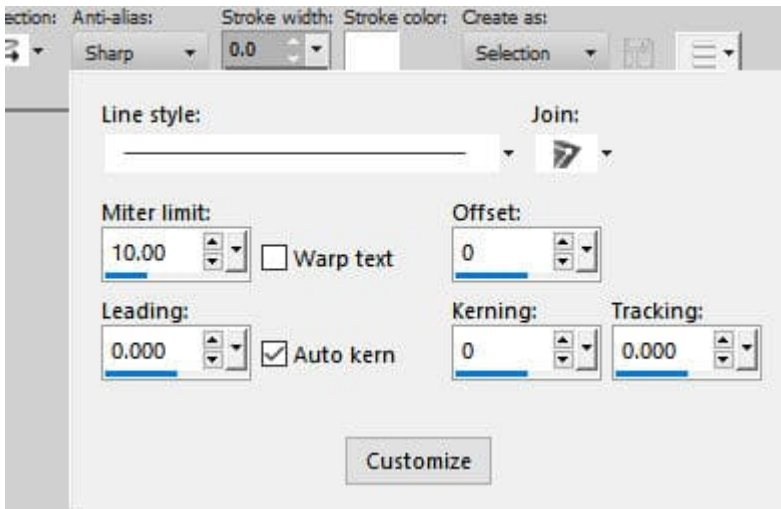 ection: Anti-alias: Stroke width: Stroke color: Create as:
Sharp 0.0 Selection
Line style: Join:
Miter limit: Offset:
10.00 Warp text 0
Leading: Kerning: Tracking:
0.000 Auto kern 0 0.000
Customize